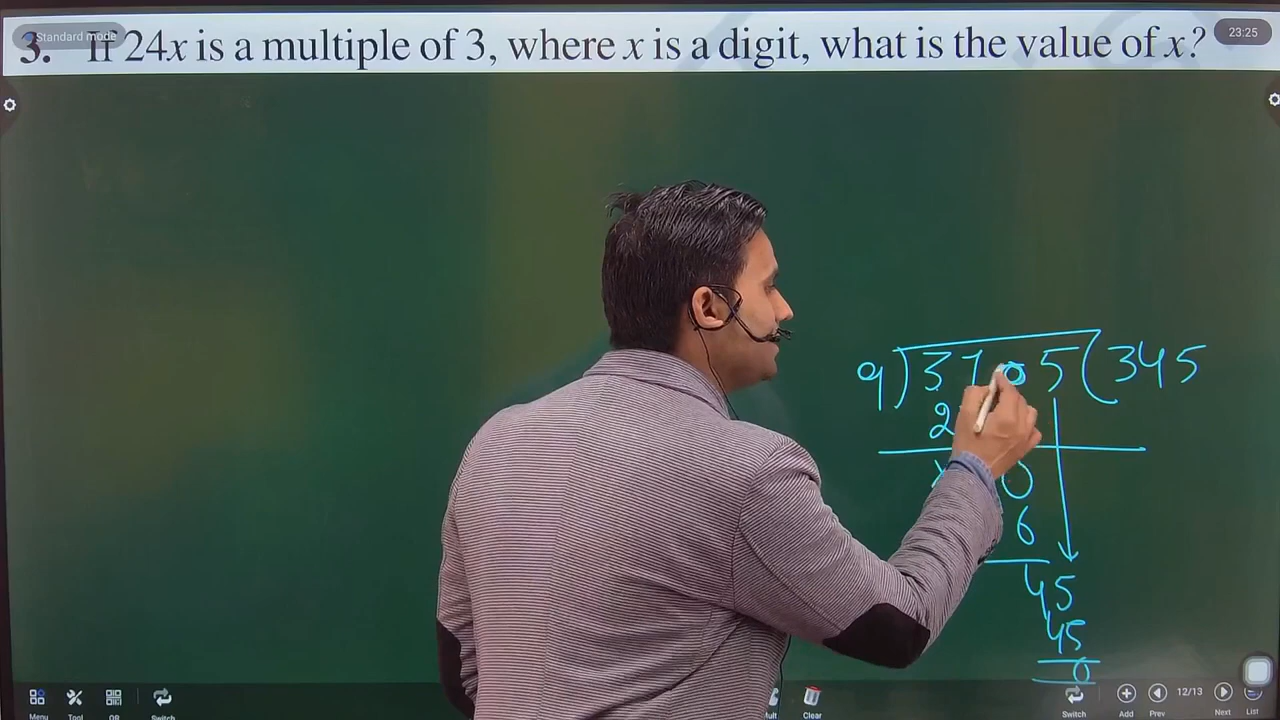 3. If 24x is a multiple of 3, where x is a digit, what is the value of x?
Standard mode
23:25
9) 3105 (345
2
0
6
45
45
0
Menu Tool QR Switch Clear Switch Add Prev 12/13 Next List